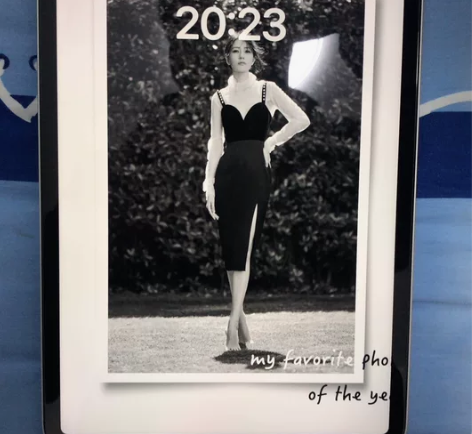 20:23
my favorite pho
of the ye